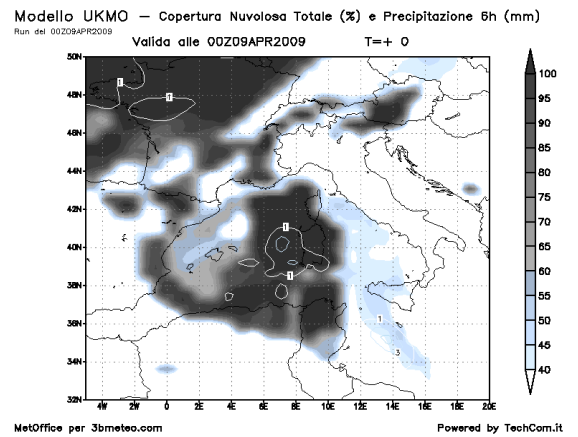 Modello UKMO – Copertura Nuvolosa Totale (%) e Precipitazione 6h (mm)
Run del 00Z09APR2009
Valida alle 00Z09APR2009 T=+ 0
50N
48N
46N
44N
42N
40N
38N
36N
34N
32N
4W 2W 0 2E 4E 6E 8E 10E 12E 14E 16E 18E 20E
1
1
1
1
1
3
100
95
90
85
80
75
70
65
60
55
50
45
40
MetOffice per 3bmeteo.com
Powered by TechCom.it